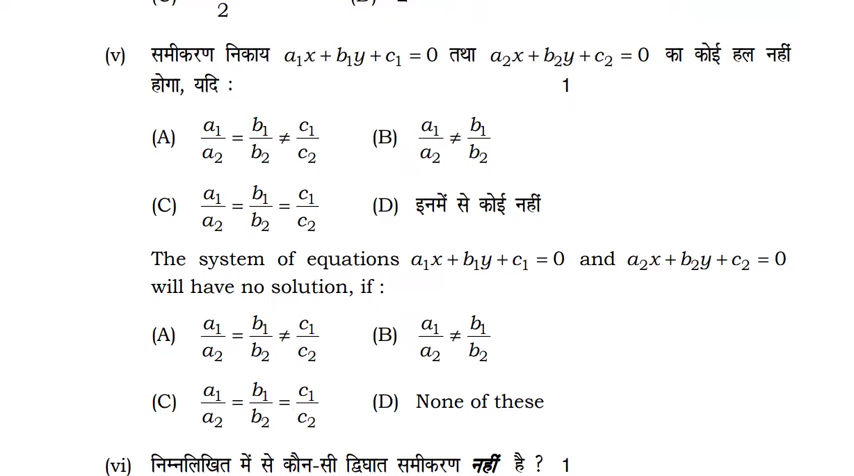 2
(v) समीकरण निकाय a₁x + b₁y + c₁ = 0 तथा a₂x + b₂y + c₂ = 0 का कोई हल नहीं
होगा, यदि : 1
(A) a₁/a₂ = b₁/b₂ ≠ c₁/c₂ (B) a₁/a₂ ≠ b₁/b₂
(C) a₁/a₂ = b₁/b₂ = c₁/c₂ (D) इनमें से कोई नहीं
The system of equations a₁x + b₁y + c₁ = 0 and a₂x + b₂y + c₂ = 0
will have no solution, if :
(A) a₁/a₂ = b₁/b₂ ≠ c₁/c₂ (B) a₁/a₂ ≠ b₁/b₂
(C) a₁/a₂ = b₁/b₂ = c₁/c₂ (D) None of these
(vi) निम्नलिखित में से कौन-सी द्विघात समीकरण नहीं है ? 1